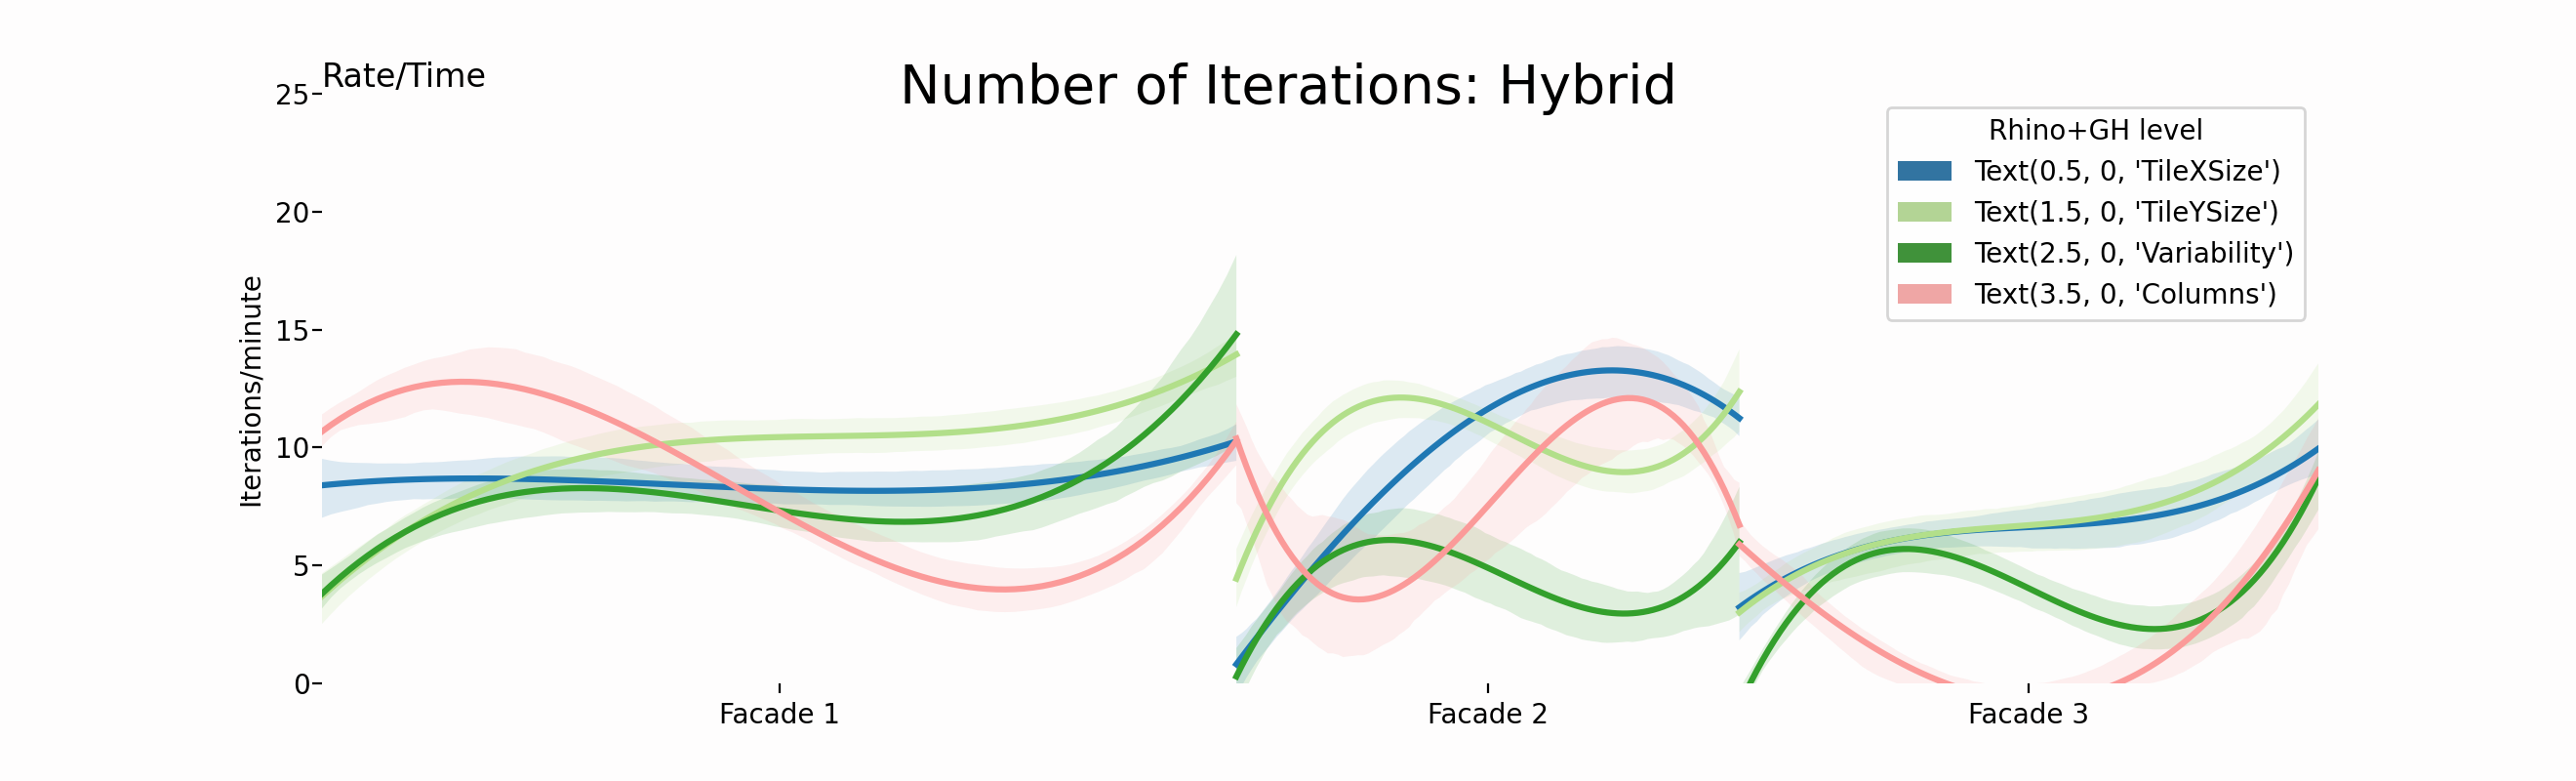 Rate/Time
Number of Iterations: Hybrid
25
20
15
10
5
0
Iterations/minute
Rhino+GH level
Text(0.5, 0, 'TileXSize')
Text(1.5, 0, 'TileYSize')
Text(2.5, 0, 'Variability')
Text(3.5, 0, 'Columns')
Facade 1
Facade 2
Facade 3